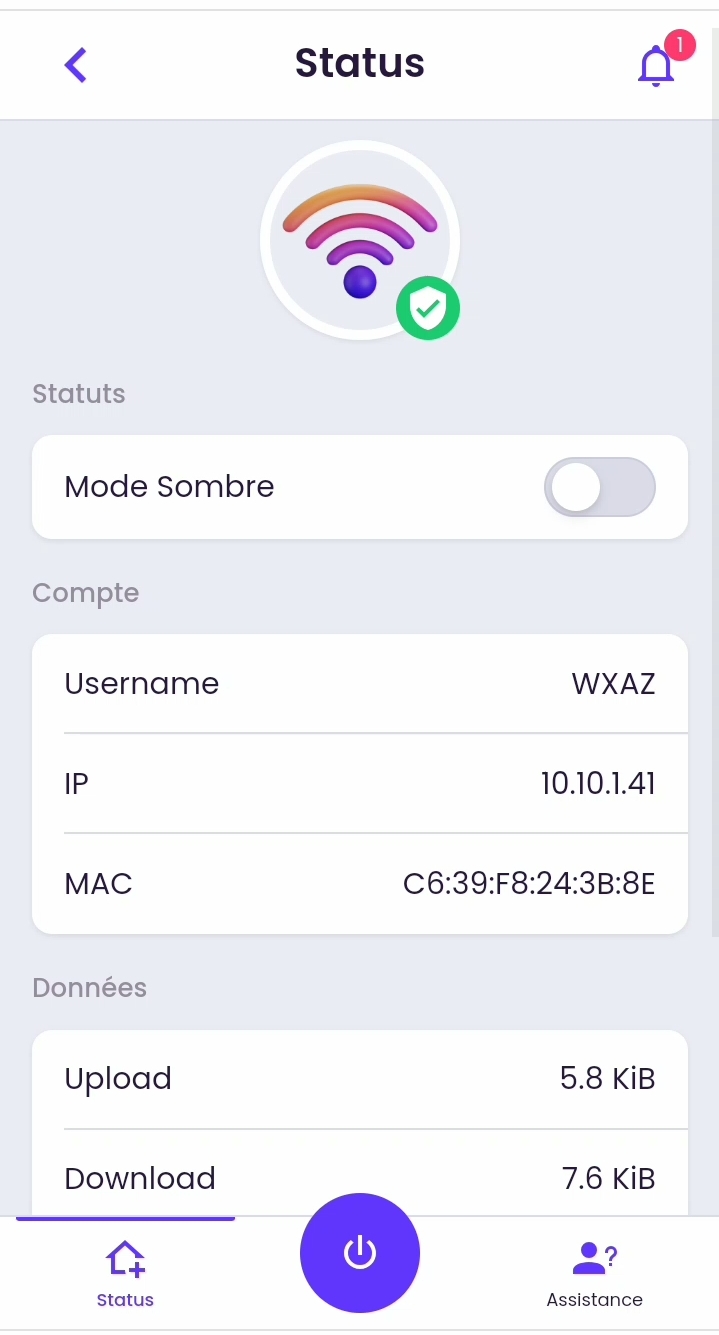 Status
1
Statuts
Mode Sombre
Compte
Username WXAZ
IP 10.10.1.41
MAC C6:39:F8:24:3B:8E
Données
Upload 5.8 KiB
Download 7.6 KiB
Status
?
Assistance